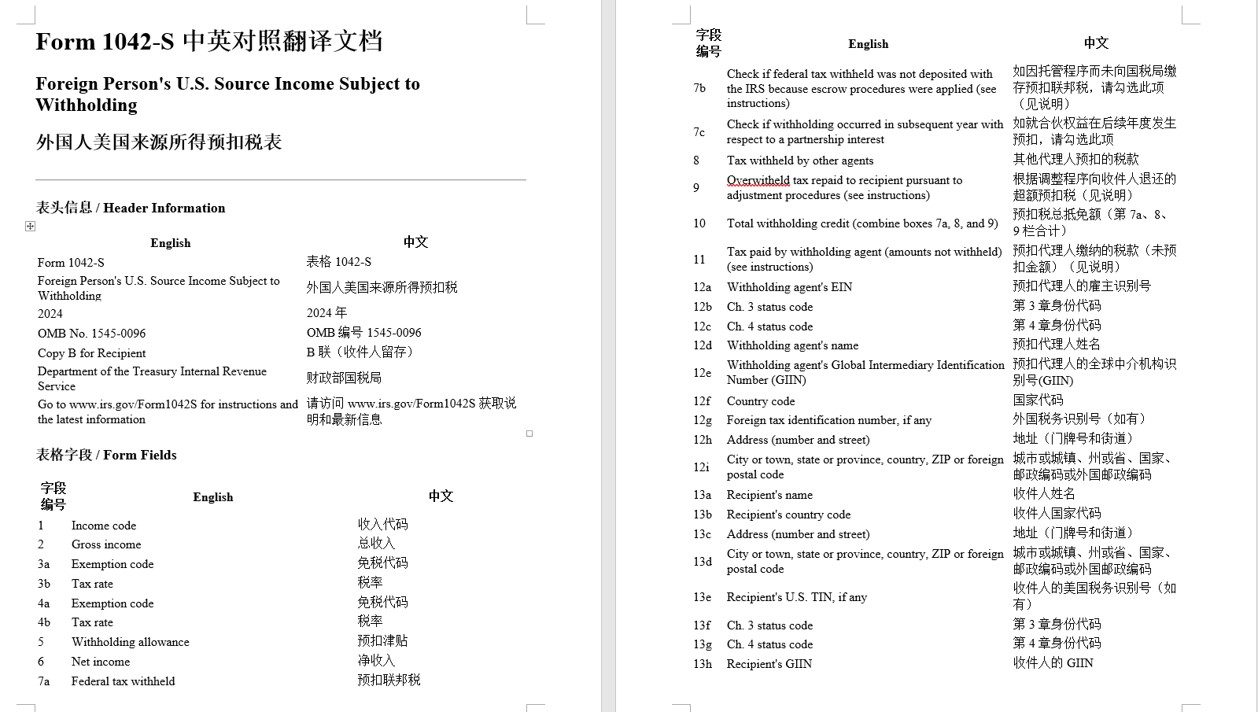 Form 1042-S 中英对照翻译文档
Foreign Person's U.S. Source Income Subject to
Withholding
外国人美国来源所得预扣税表
表头信息 / Header Information
English 中文
Form 1042-S 表格 1042-S
Foreign Person's U.S. Source Income Subject to
Withholding 外国人美国来源所得预扣税
2024 2024 年
OMB No. 1545-0096 OMB 编号 1545-0096
Copy B for Recipient B 联（收件人留存）
Department of the Treasury Internal Revenue
Service 财政部国税局
Go to www.irs.gov/Form1042S for instructions and 请访问 www.irs.gov/Form1042S 获取说
the latest information 明和最新信息
表格字段 / Form Fields
字段
编号 English 中文
1 Income code 收入代码
2 Gross income 总收入
3a Exemption code 免税代码
3b Tax rate 税率
4a Exemption code 免税代码
4b Tax rate 税率
5 Withholding allowance 预扣津贴
6 Net income 净收入
7a Federal tax withheld 预扣联邦税
字段
编号 English 中文
7b Check if federal tax withheld was not deposited with 如因托管程序而未向国税局缴
the IRS because escrow procedures were applied (see 存预扣联邦税，请勾选此项
instructions) （见说明）
7c Check if withholding occurred in subsequent year with 如就合伙权益在后续年度发生
respect to a partnership interest 预扣，请勾选此项
8 Tax withheld by other agents 其他代理人预扣的税款
9 Overwitheld tax repaid to recipient pursuant to 根据调整程序向收件人退还的
adjustment procedures (see instructions) 超额预扣税（见说明）
10 Total withholding credit (combine boxes 7a, 8, and 9) 预扣税总抵免额（第 7a、8、
9 栏合计）
11 Tax paid by withholding agent (amounts not withheld) 预扣代理人缴纳的税款（未预
(see instructions) 扣金额）（见说明）
12a Withholding agent's EIN 预扣代理人的雇主识别号
12b Ch. 3 status code 第 3 章身份代码
12c Ch. 4 status code 第 4 章身份代码
12d Withholding agent's name 预扣代理人姓名
12e Withholding agent's Global Intermediary Identification 预扣代理人的全球中介机构识
Number (GIIN) 别号(GIIN)
12f Country code 国家代码
12g Foreign tax identification number, if any 外国税务识别号（如有）
12h Address (number and street) 地址（门牌号和街道）
12i City or town, state or province, country, ZIP or foreign 城市或城镇、州或省、国家、
postal code 邮政编码或外国邮政编码
13a Recipient's name 收件人姓名
13b Recipient's country code 收件人国家代码
13c Address (number and street) 地址（门牌号和街道）
13d City or town, state or province, country, ZIP or foreign 城市或城镇、州或省、国家、
postal code 邮政编码或外国邮政编码
13e Recipient's U.S. TIN, if any 收件人的美国税务识别号（如
有）
13f Ch. 3 status code 第 3 章身份代码
13g Ch. 4 status code 第 4 章身份代码
13h Recipient's GIIN 收件人的 GIIN